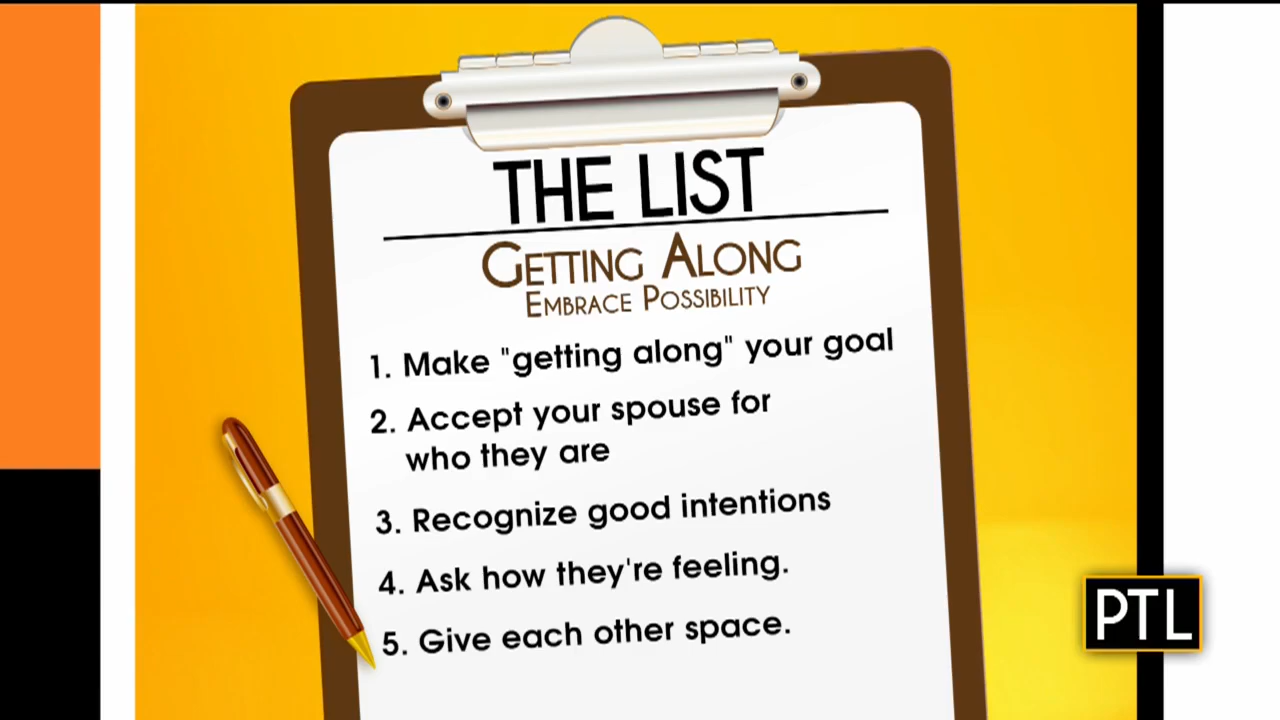 THE LIST
GETTING ALONG
EMBRACE POSSIBILITY
1. Make "getting along" your goal
2. Accept your spouse for
who they are
3. Recognize good intentions
4. Ask how they're feeling.
5. Give each other space.
PTL